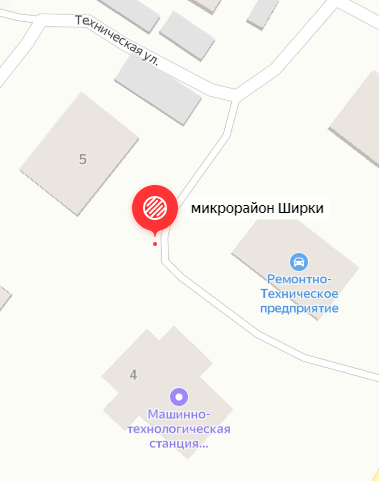 Техническая ул.
5
микрорайон Ширки
Ремонтно-
Техническое
предприятие
4
Машинно-
технологическая
станция...